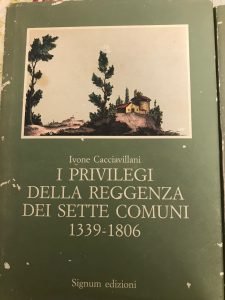 Ivone Cacciavillani
I PRIVILEGI
DELLA REGGENZA
DEI SETTE COMUNI
1339-1806
Signum edizioni